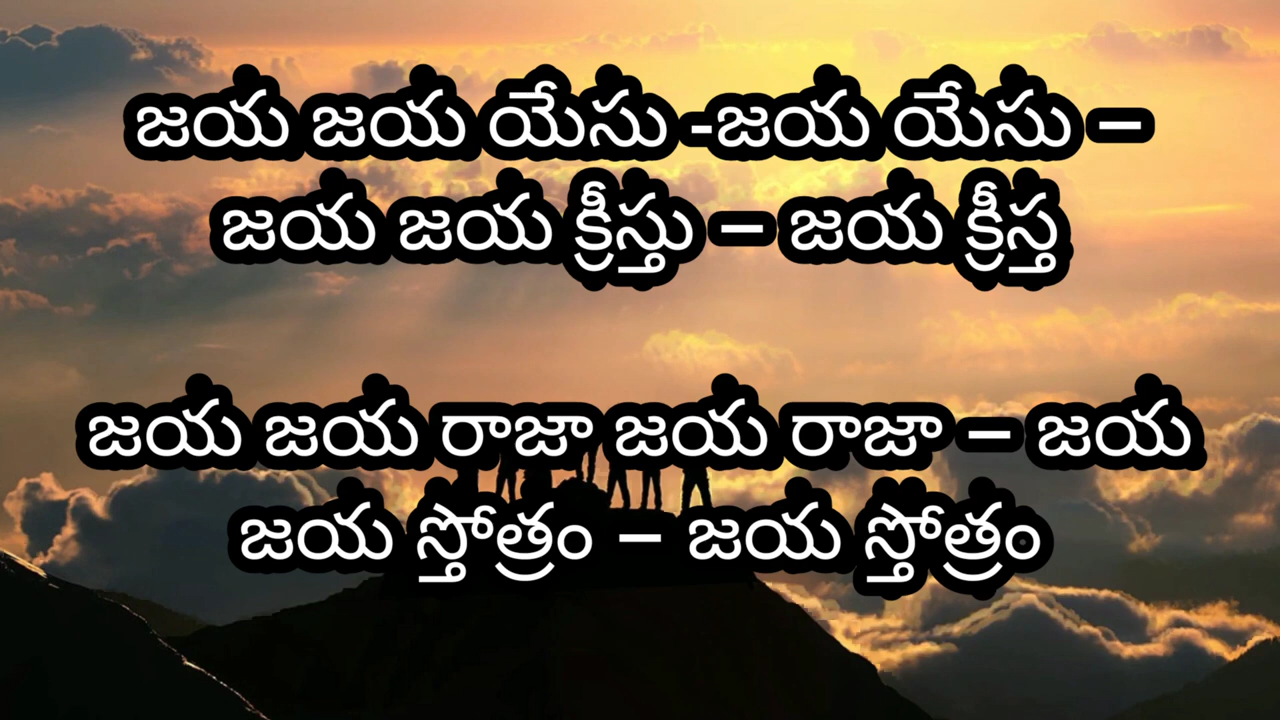 జయ జయ యేసు -జయ యేసు –
జయ జయ క్రీస్తు – జయ క్రీస్త
జయ జయ రాజా జయ రాజా – జయ
జయ స్తోత్రం – జయ స్తోత్రం